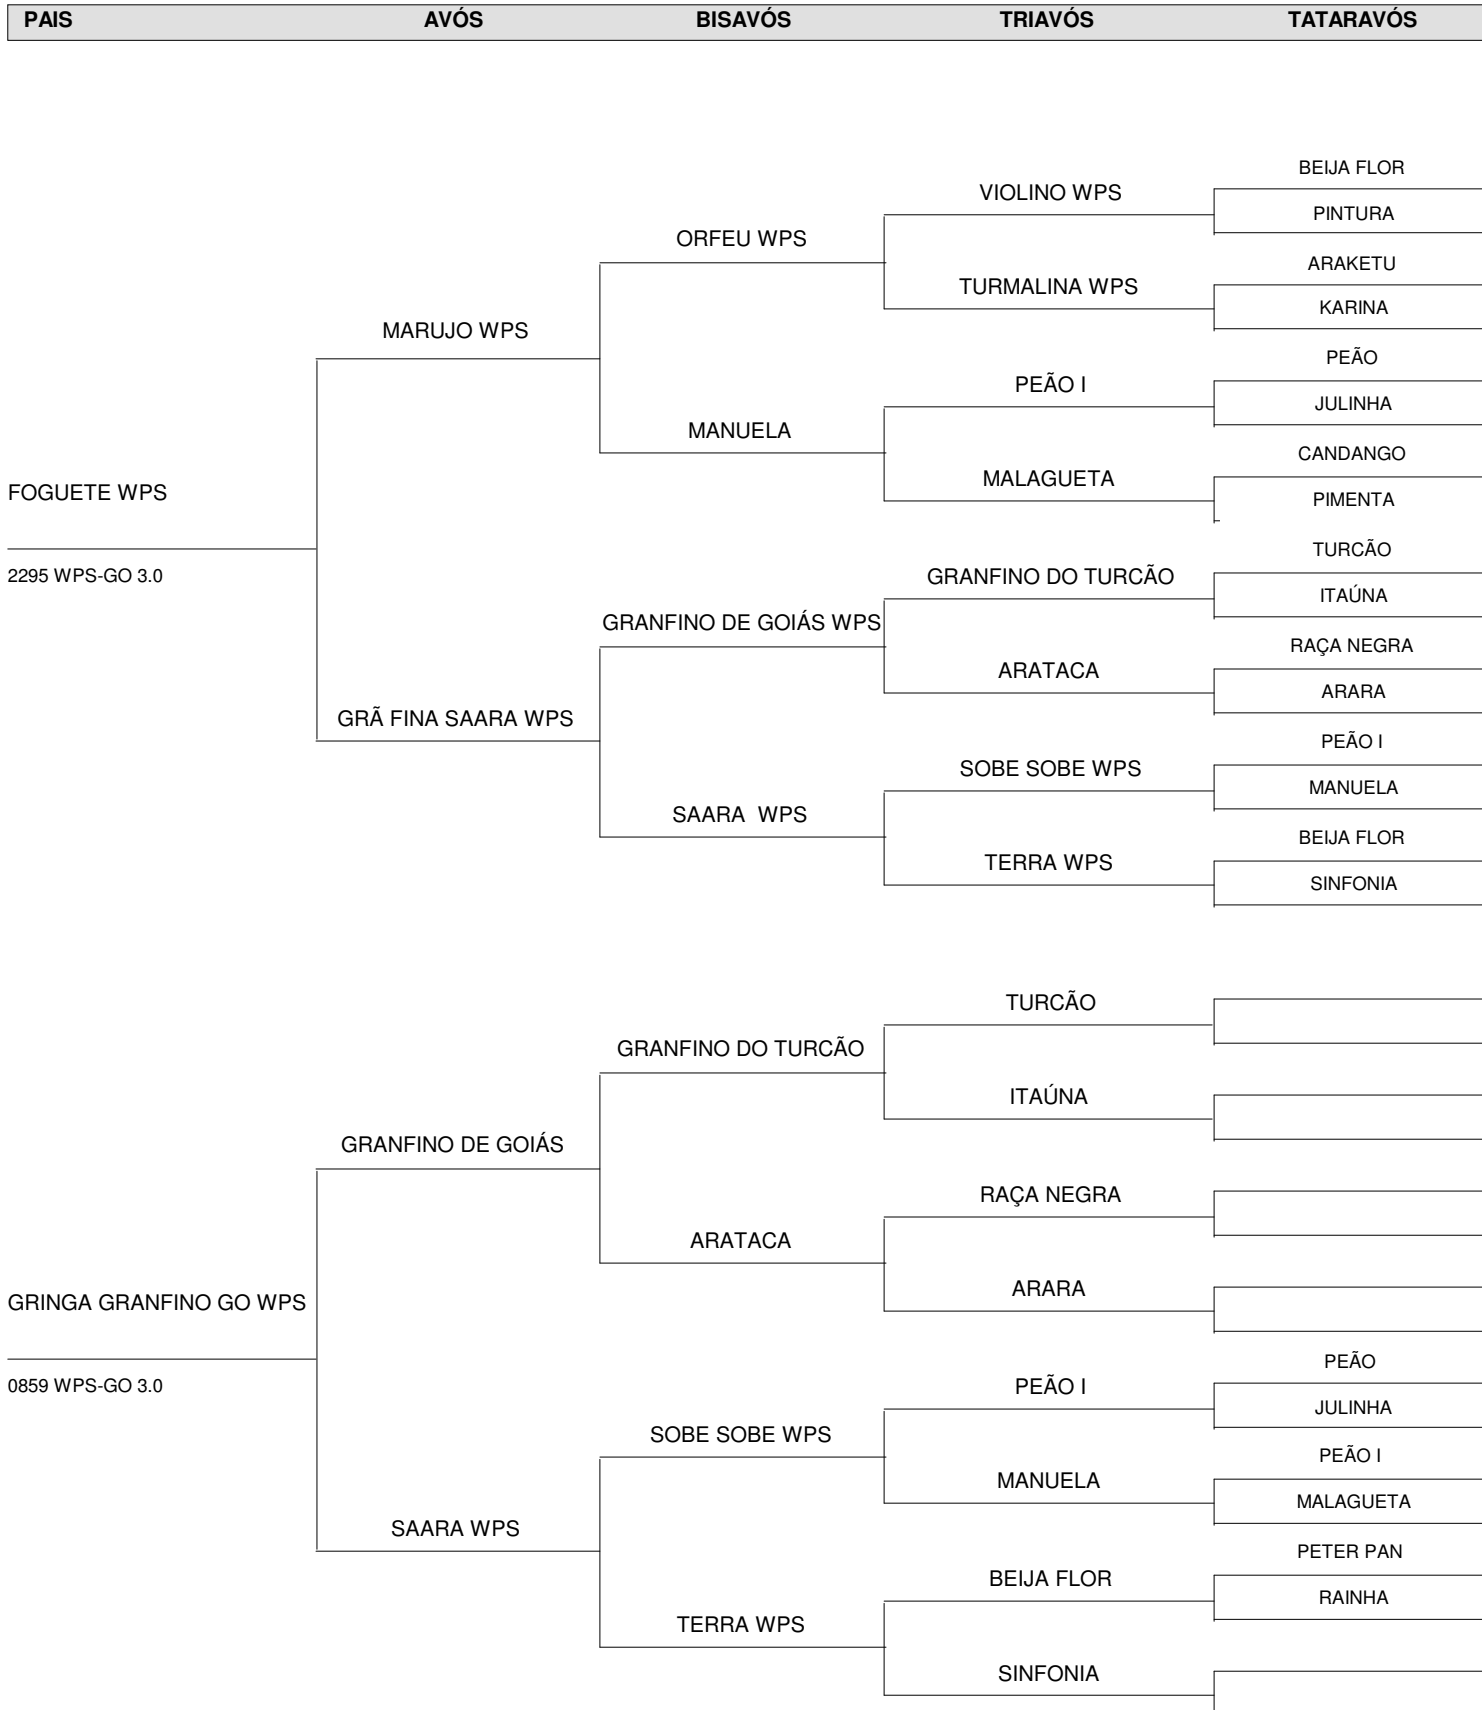 PAIS AVÓS BISAVÓS TRIAVÓS TATARAVÓS
BEIJA FLOR
VIOLINO WPS
PINTURA
ORFEU WPS
ARAKETU
TURMALINA WPS
KARINA
MARUJO WPS
PEÃO
PEÃO I
JULINHA
MANUELA
CANDANGO
MALAGUETA
FOGUETE WPS
PIMENTA
TURCÃO
2295 WPS-GO 3.0
GRANFINO DO TURCÃO
ITAÚNA
GRANFINO DE GOIÁS WPS
RAÇA NEGRA
ARATACA
ARARA
GRÃ FINA SAARA WPS
PEÃO I
SOBE SOBE WPS
MANUELA
SAARA  WPS
BEIJA FLOR
TERRA WPS
SINFONIA
TURCÃO
GRANFINO DO TURCÃO
ITAÚNA
GRANFINO DE GOIÁS
RAÇA NEGRA
ARATACA
ARARA
GRINGA GRANFINO GO WPS
PEÃO
0859 WPS-GO 3.0
PEÃO I
JULINHA
SOBE SOBE WPS
PEÃO I
MANUELA
MALAGUETA
SAARA WPS
PETER PAN
BEIJA FLOR
RAINHA
TERRA WPS
SINFONIA